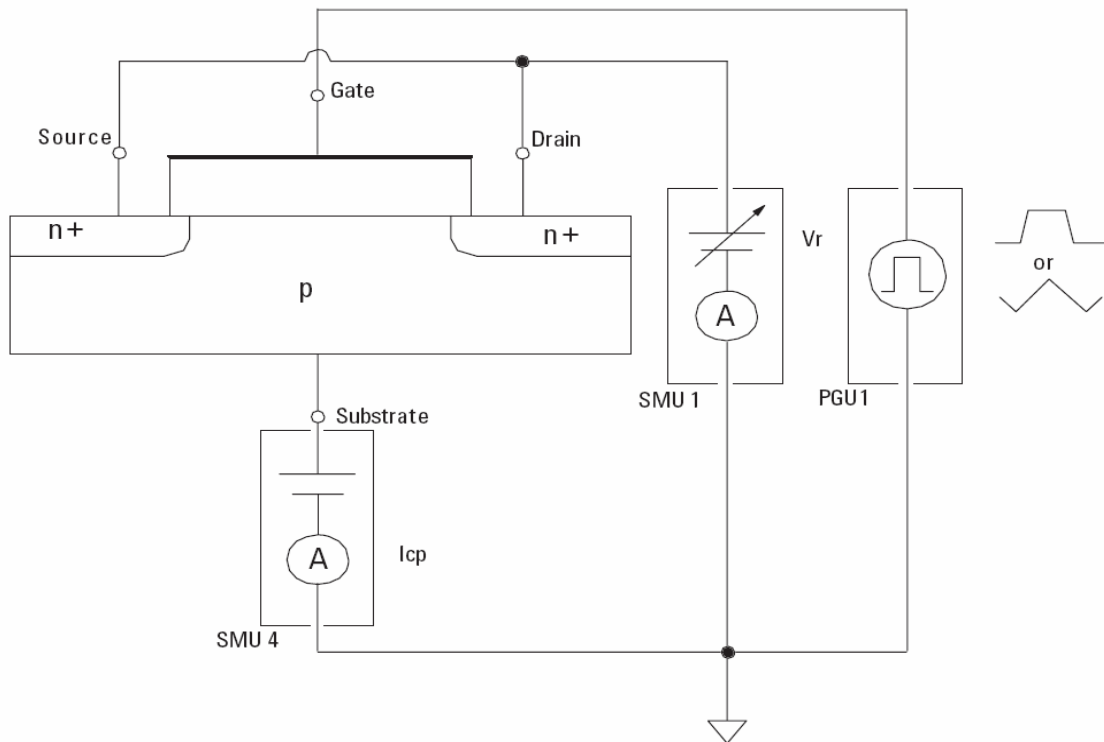 Gate
Source
Drain
n+
n+
p
Vr
A
or
SMU 1
PGU1
Substrate
A
Icp
SMU 4